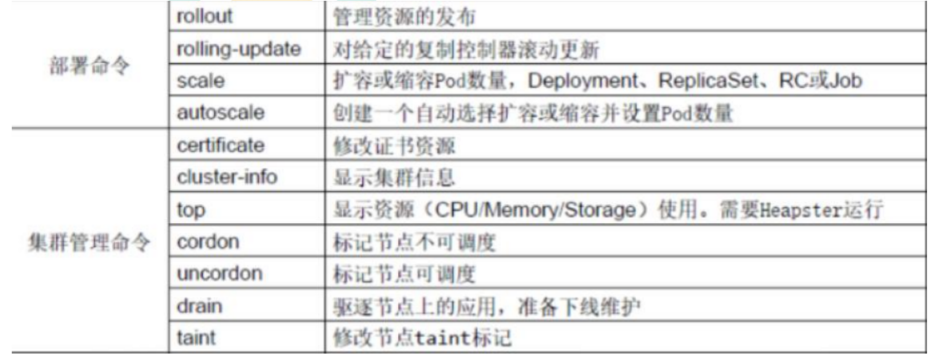 部署命令
rollout 管理资源的发布
rolling-update 对给定的复制控制器滚动更新
scale 扩容或缩容Pod数量，Deployment、ReplicaSet、RC或Job
autoscale 创建一个自动选择扩容或缩容并设置Pod数量
集群管理命令
certificate 修改证书资源
cluster-info 显示集群信息
top 显示资源（CPU/Memory/Storage）使用。需要Heapster运行
cordon 标记节点不可调度
uncordon 标记节点可调度
drain 驱逐节点上的应用，准备下线维护
taint 修改节点taint标记